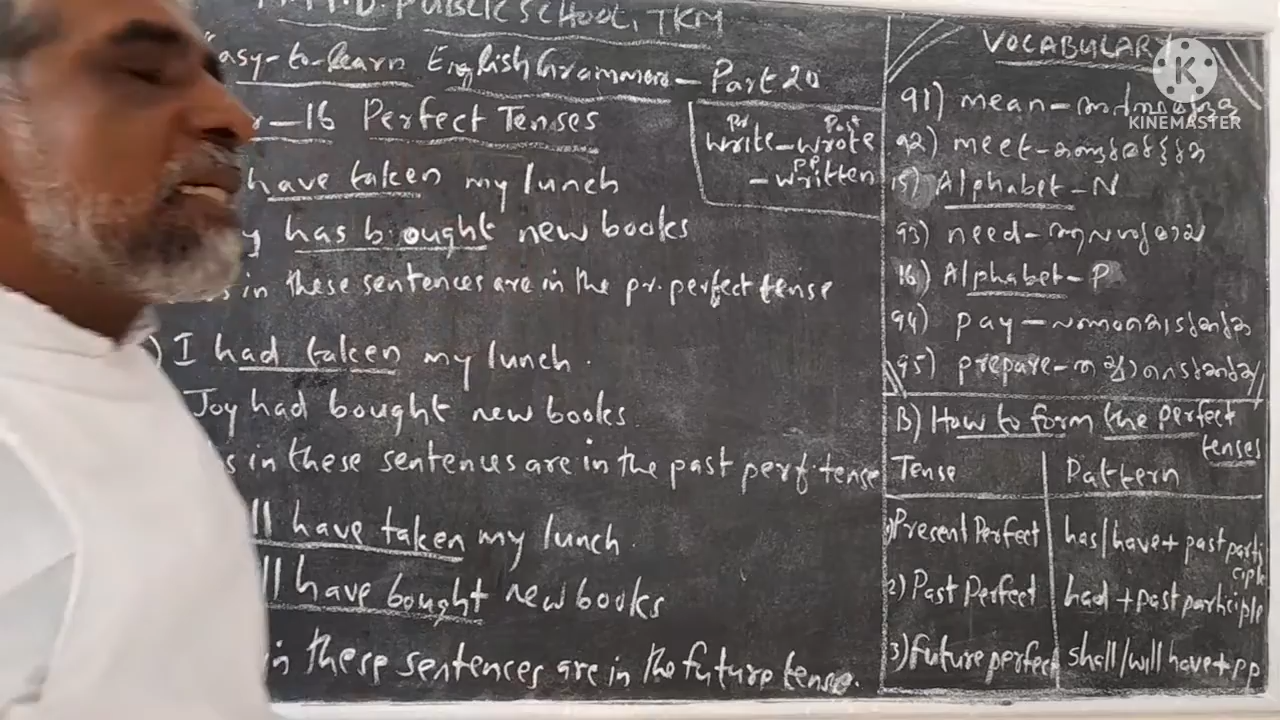 PUBLIC SCHOOL, TKM
Easy-to-learn English Grammar - Part 20
16 Perfect Tenses
have taken my lunch
has bought new books
in these sentences are in the pr. perfect tense
I had taken my lunch.
Joy had bought new books.
in these sentences are in the past perf. tense
have taken my lunch.
have bought new books
in these sentences are in the future tense.
Pr Past
write - wrote
PP
- written
VOCABULARY
KINEMASTER
91) mean -
92) meet -
15) Alphabet - N
93) need -
16) Alphabet - P
94) pay -
95) prepare -
B) How to form the perfect
tenses
Tense Pattern
1) Present Perfect has/have + past parti
ciple
2) Past Perfect had + past participle
3) Future perfect shall/will have + pp